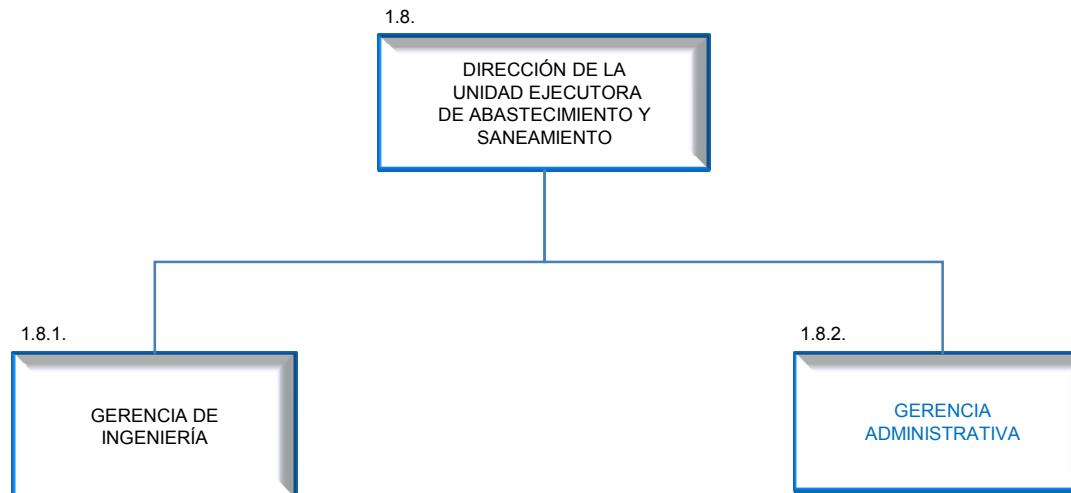 1.8.
DIRECCIÓN DE LA
UNIDAD EJECUTORA
DE ABASTECIMIENTO Y
SANEAMIENTO
1.8.1.
GERENCIA DE
INGENIERÍA
1.8.2.
GERENCIA
ADMINISTRATIVA